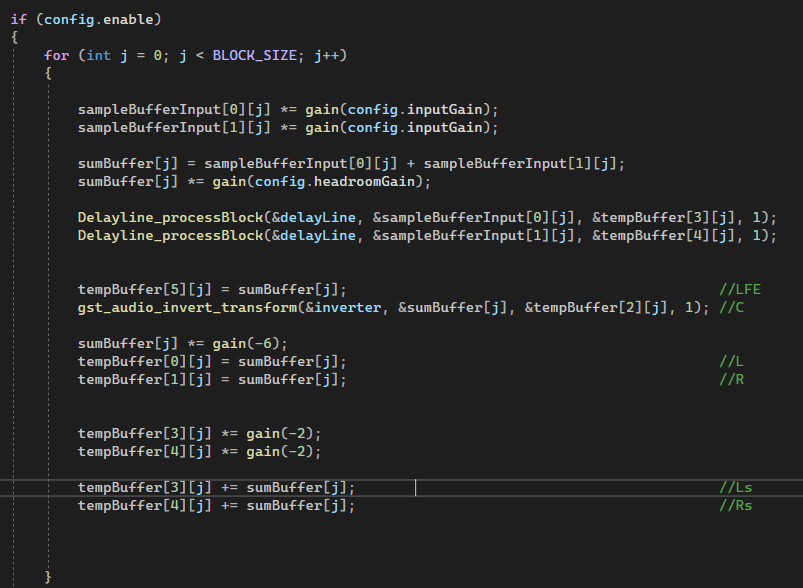 if (config.enable)
{
for (int j = 0; j < BLOCK_SIZE; j++)
{
sampleBufferInput[0][j] *= gain(config.inputGain);
sampleBufferInput[1][j] *= gain(config.inputGain);
sumBuffer[j] = sampleBufferInput[0][j] + sampleBufferInput[1][j];
sumBuffer[j] *= gain(config.headroomGain);
Delayline_processBlock(&delayLine, &sampleBufferInput[0][j], &tempBuffer[3][j], 1);
Delayline_processBlock(&delayLine, &sampleBufferInput[1][j], &tempBuffer[4][j], 1);
tempBuffer[5][j] = sumBuffer[j]; //LFE
gst_audio_invert_transform(&inverter, &sumBuffer[j], &tempBuffer[2][j], 1); //C
sumBuffer[j] *= gain(-6);
tempBuffer[0][j] = sumBuffer[j]; //L
tempBuffer[1][j] = sumBuffer[j]; //R
tempBuffer[3][j] *= gain(-2);
tempBuffer[4][j] *= gain(-2);
tempBuffer[3][j] += sumBuffer[j]; //Ls
tempBuffer[4][j] += sumBuffer[j]; //Rs
}